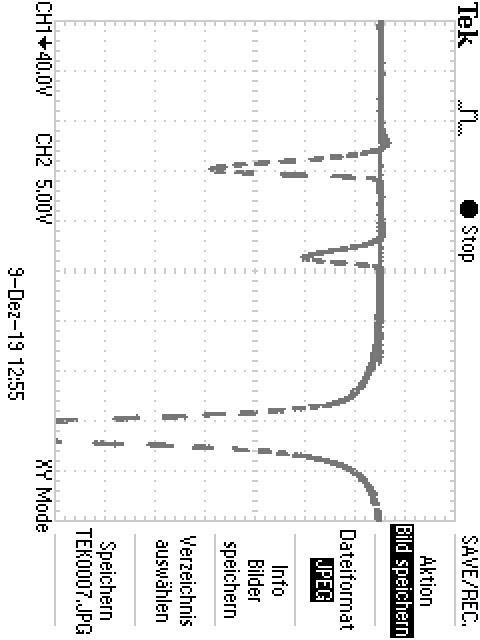 Tek
Stop
SAVE/REC.
Aktion
Bild speichern
Dateiformat
JPEG
Info
Bilder
speichern
Verzeichnis
auswählen
Speichern
TEK0007.JPG
CH1 40.0V CH2 5.00V XY Mode
9-Dez-19 12:55